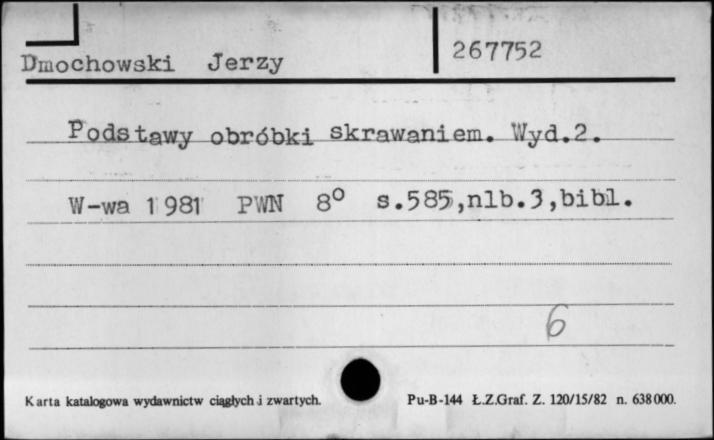 Dmochowski Jerzy 267752
Podstawy obróbki skrawaniem. Wyd.2.
W-wa 1981 PWN 8° s.585,nlb.3,bibl.
6
Karta katalogowa wydawnictw ciągłych i zwartych. Pu-B-144 Ł.Z.Graf. Z. 120/15/82 n. 638000.